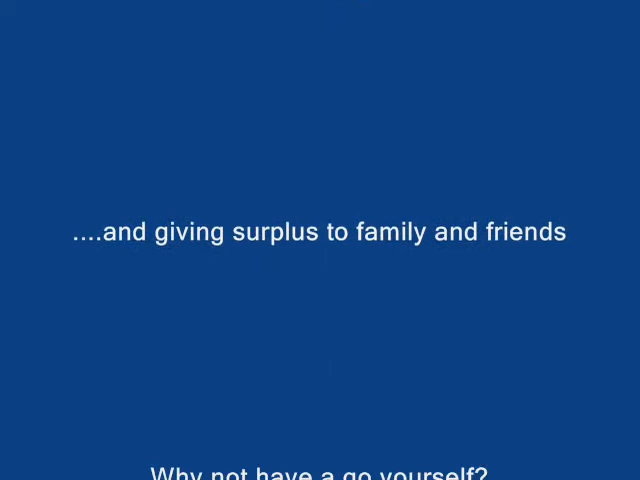 ....and giving surplus to family and friends
Why not have a go yourself?